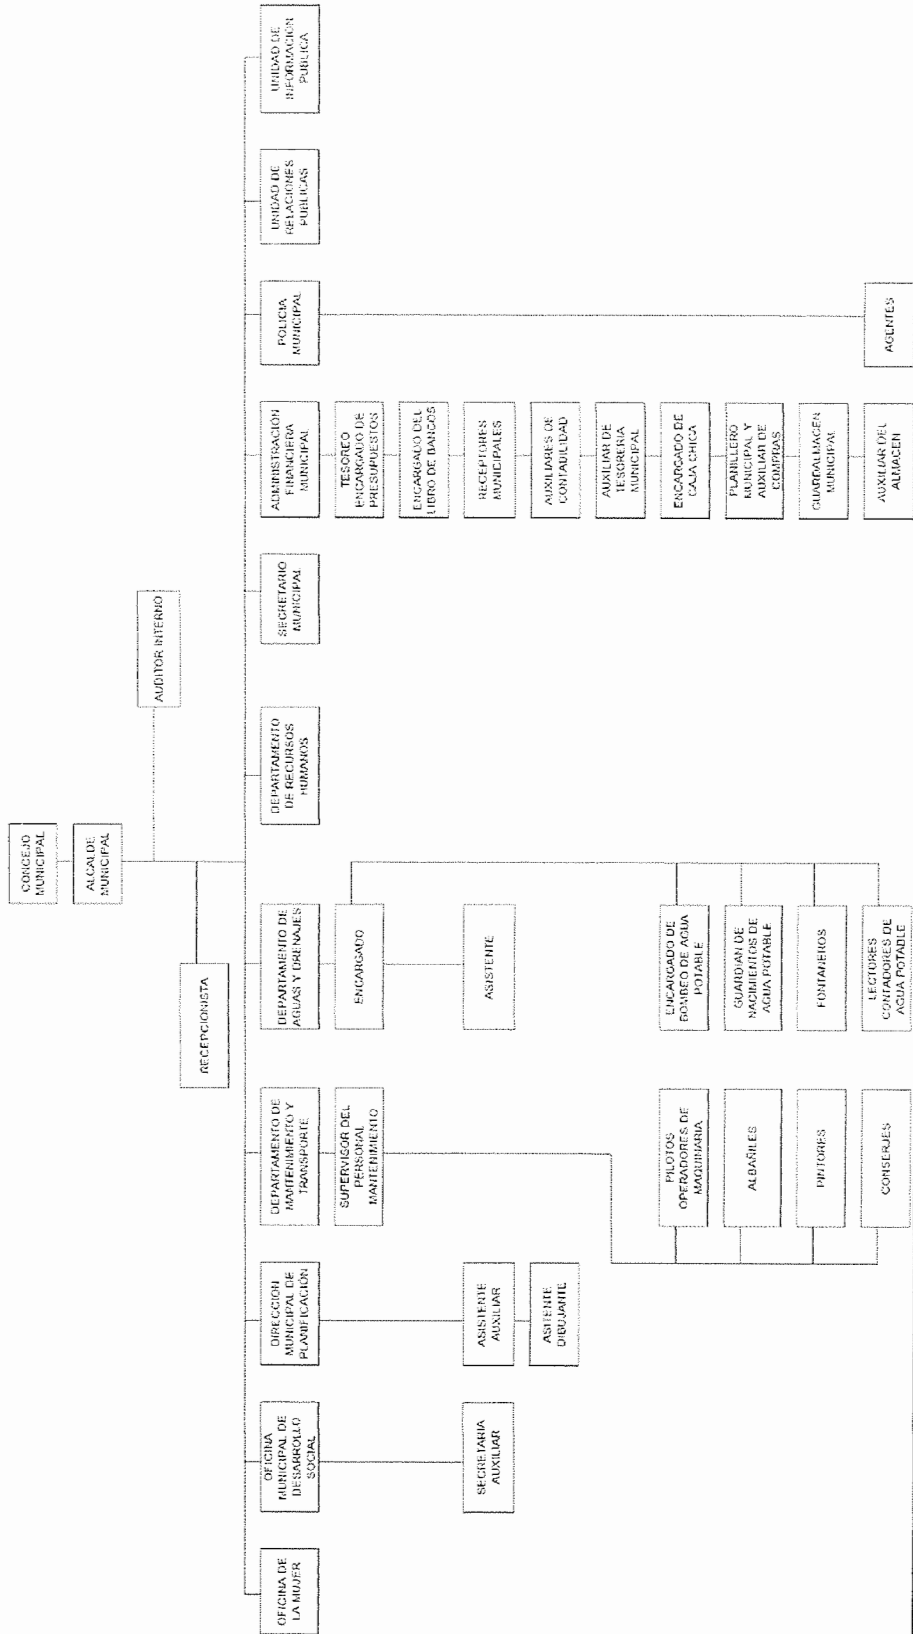 CONCEJO
MUNICIPAL
ALCALDE
MUNICIPAL
AUDITOR INTERNO
RECEPCIONISTA
OFICINA DE
LA MUJER
OFICINA
MUNICIPAL DE
DESARROLLO
SOCIAL
SECRETARIA
AUXILIAR
DIRECCION
MUNICIPAL DE
PLANIFICACIÓN
ASISTENTE
AUXILIAR
ASITENTE
DIBUJANTE
DEPARTAMENTO DE
MANTENIMIENTO Y
TRANSPORTE
SUPERVISOR DEL
PERSONAL
MANTENIMIENTO
PILOTOS
OPERADORES DE
MAQUINARIA
ALBAÑILES
PINTORES
CONSERJES
DEPARTAMENTO DE
AGUAS Y DRENAJES
ENCARGADO
ASISTENTE
ENCARGADO DE
BOMBEO DE AGUA
POTABLE
GUARDIAN DE
NACIMIENTOS DE
AGUA POTABLE
FONTANEROS
LECTORES
CONTADORES DE
AGUA POTABLE
DEPARTAMENTO
DE RECURSOS
HUMANOS
SECRETARIO
MUNICIPAL
ADMINISTRACIÓN
FINANCIERA
MUNICIPAL
TESORERO
ENCARGADO DE
PRESUPUESTOS
ENCARGADO DEL
LIBRO DE BANCOS
RECEPTORES
MUNICIPALES
AUXILIARES DE
CONTABILIDAD
AUXILIAR DE
TESORERIA
MUNICIPAL
ENCARGADO DE
CAJA CHICA
PLANILLERO
MUNICIPAL Y
AUXILIAR DE
COMPRAS
GUARDALMACÉN
MUNICIPAL
AUXILIAR DEL
ALMACEN
POLICIA
MUNICIPAL
AGENTES
UNIDAD DE
RELACIONES
PUBLICAS
UNIDAD DE
INFORMACIÓN
PUBLICA